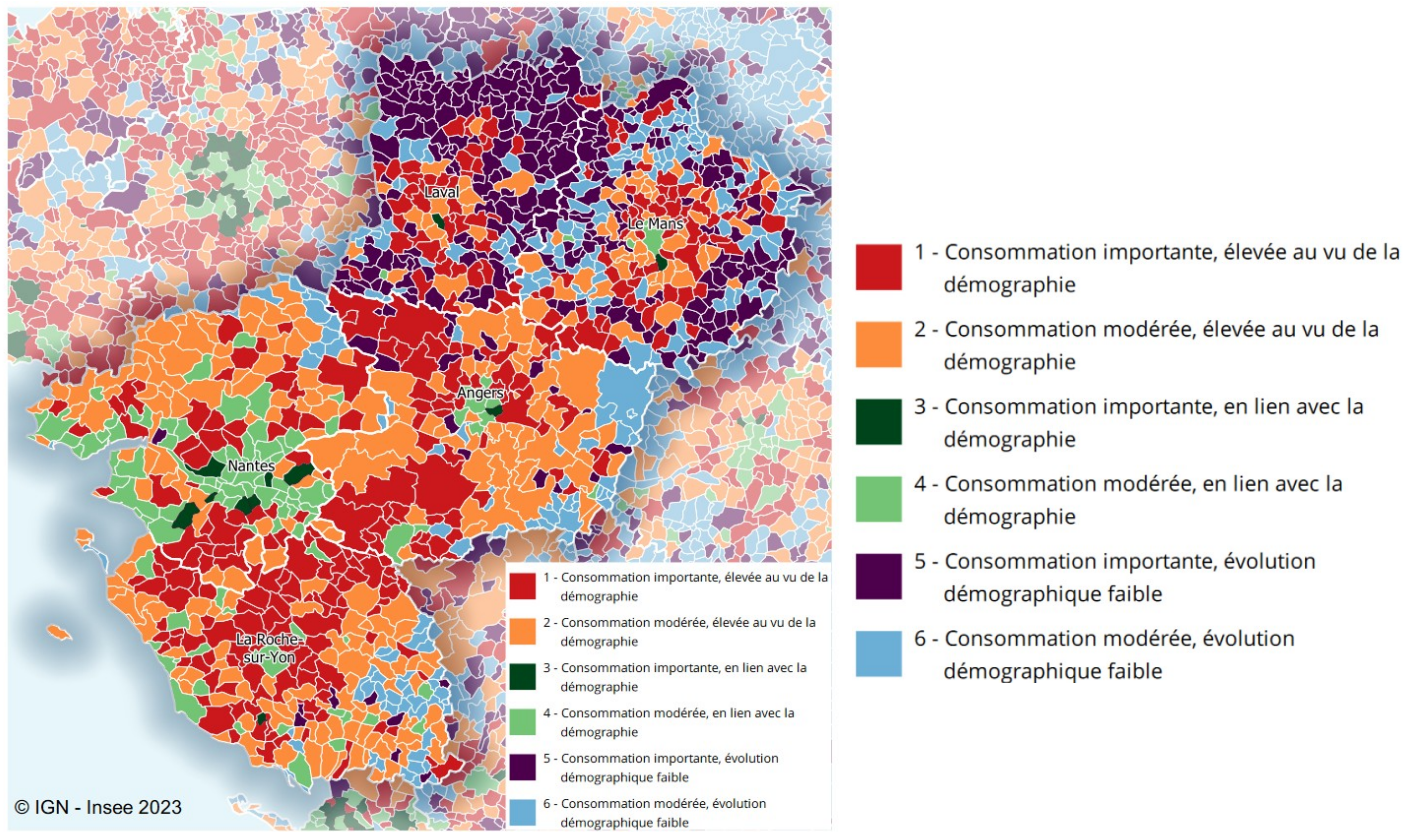 Laval
Le Mans
Angers
Nantes
La Roche-
sur-Yon
© IGN - Insee 2023
1 - Consommation importante, élevée au vu de la
démographie
2 - Consommation modérée, élevée au vu de la
démographie
3 - Consommation importante, en lien avec la
démographie
4 - Consommation modérée, en lien avec la
démographie
5 - Consommation importante, évolution
démographique faible
6 - Consommation modérée, évolution
démographique faible
1 - Consommation importante, élevée au vu de la
démographie
2 - Consommation modérée, élevée au vu de la
démographie
3 - Consommation importante, en lien avec la
démographie
4 - Consommation modérée, en lien avec la
démographie
5 - Consommation importante, évolution
démographique faible
6 - Consommation modérée, évolution
démographique faible